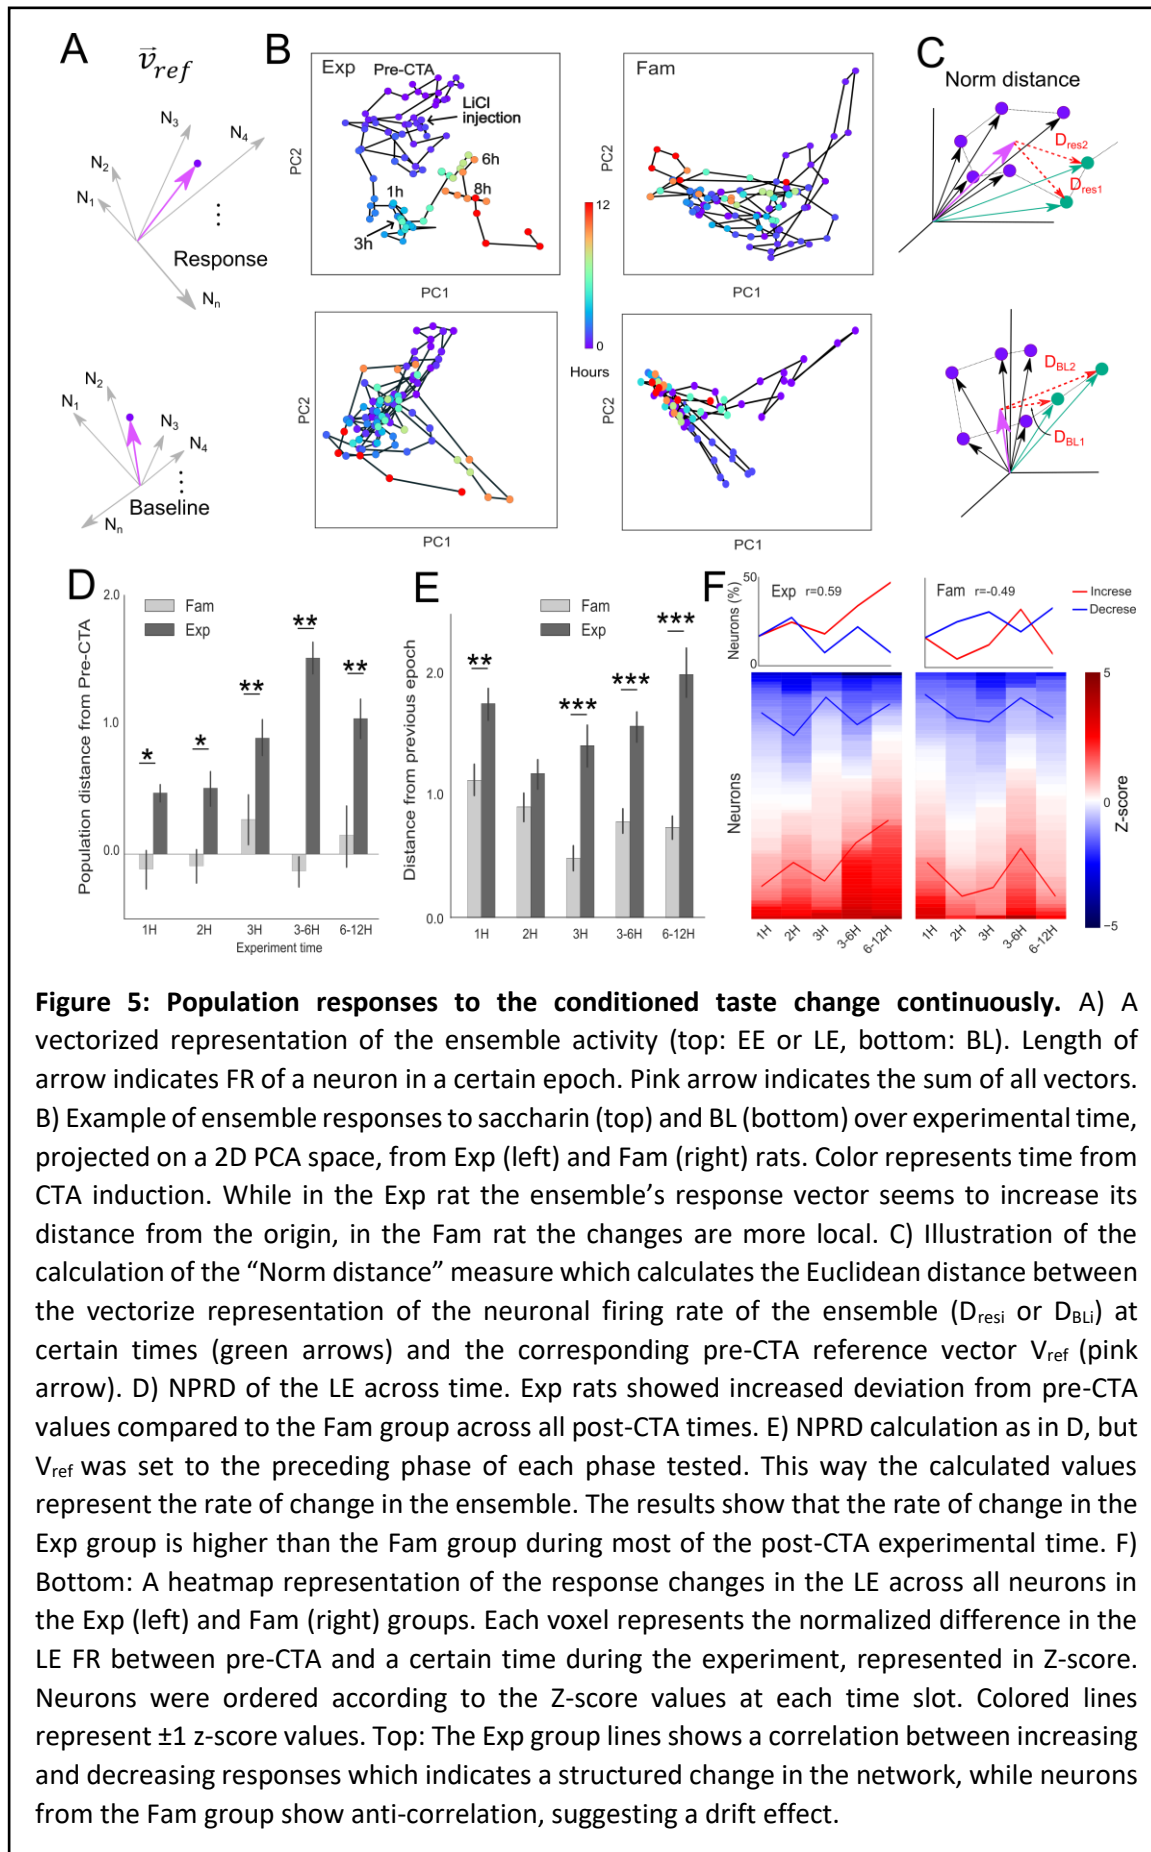 A
v⃗ref
N3
N4
N2
N1
Response
Nn
N2
N1
N3
N4
Nn
Baseline
B
Exp
Pre-CTA
LiCl
injection
6h
1h
8h
3h
PC2
PC1
Fam
PC2
PC1
12
0
Hours
PC2
PC1
PC2
PC1
C
Norm distance
Dres2
Dres1
DBL2
DBL1
D
2.0
1.0
0.0
Population distance from Pre-CTA
Fam
Exp
*
*
**
**
**
1H
2H
3H
3-6H
6-12H
Experiment time
E
2.0
1.0
0.0
Distance from previous epoch
Fam
Exp
**
***
***
***
1H
2H
3H
3-6H
6-12H
F
50
0
Neurons (%)
Exp r=0.59
Fam r=-0.49
Increse
Decrese
Neurons
5
0
−5
Z-score
1H
2H
3H
3-6H
6-12H
1H
2H
3H
3-6H
6-12H
Figure 5: Population responses to the conditioned taste change continuously. A) A
vectorized representation of the ensemble activity (top: EE or LE, bottom: BL). Length of
arrow indicates FR of a neuron in a certain epoch. Pink arrow indicates the sum of all vectors.
B) Example of ensemble responses to saccharin (top) and BL (bottom) over experimental time,
projected on a 2D PCA space, from Exp (left) and Fam (right) rats. Color represents time from
CTA induction. While in the Exp rat the ensemble’s response vector seems to increase its
distance from the origin, in the Fam rat the changes are more local. C) Illustration of the
calculation of the “Norm distance” measure which calculates the Euclidean distance between
the vectorize representation of the neuronal firing rate of the ensemble (Dresi or DBLi) at
certain times (green arrows) and the corresponding pre-CTA reference vector Vref (pink
arrow). D) NPRD of the LE across time. Exp rats showed increased deviation from pre-CTA
values compared to the Fam group across all post-CTA times. E) NPRD calculation as in D, but
Vref was set to the preceding phase of each phase tested. This way the calculated values
represent the rate of change in the ensemble. The results show that the rate of change in the
Exp group is higher than the Fam group during most of the post-CTA experimental time. F)
Bottom: A heatmap representation of the response changes in the LE across all neurons in
the Exp (left) and Fam (right) groups. Each voxel represents the normalized difference in the
LE FR between pre-CTA and a certain time during the experiment, represented in Z-score.
Neurons were ordered according to the Z-score values at each time slot. Colored lines
represent ±1 z-score values. Top: The Exp group lines shows a correlation between increasing
and decreasing responses which indicates a structured change in the network, while neurons
from the Fam group show anti-correlation, suggesting a drift effect.